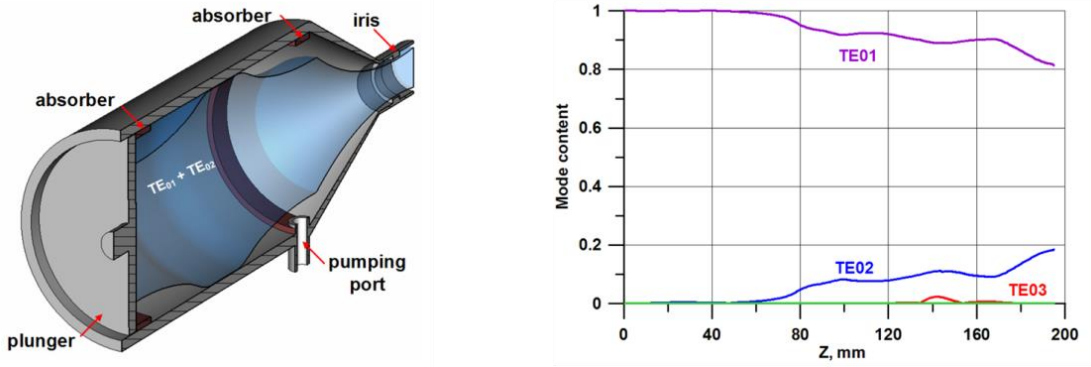 absorber
iris
absorber
TE01 + TE02
pumping
port
plunger
Mode content
1
0.8
0.6
0.4
0.2
0
TE01
TE02
TE03
0
40
80
120
160
200
Z, mm